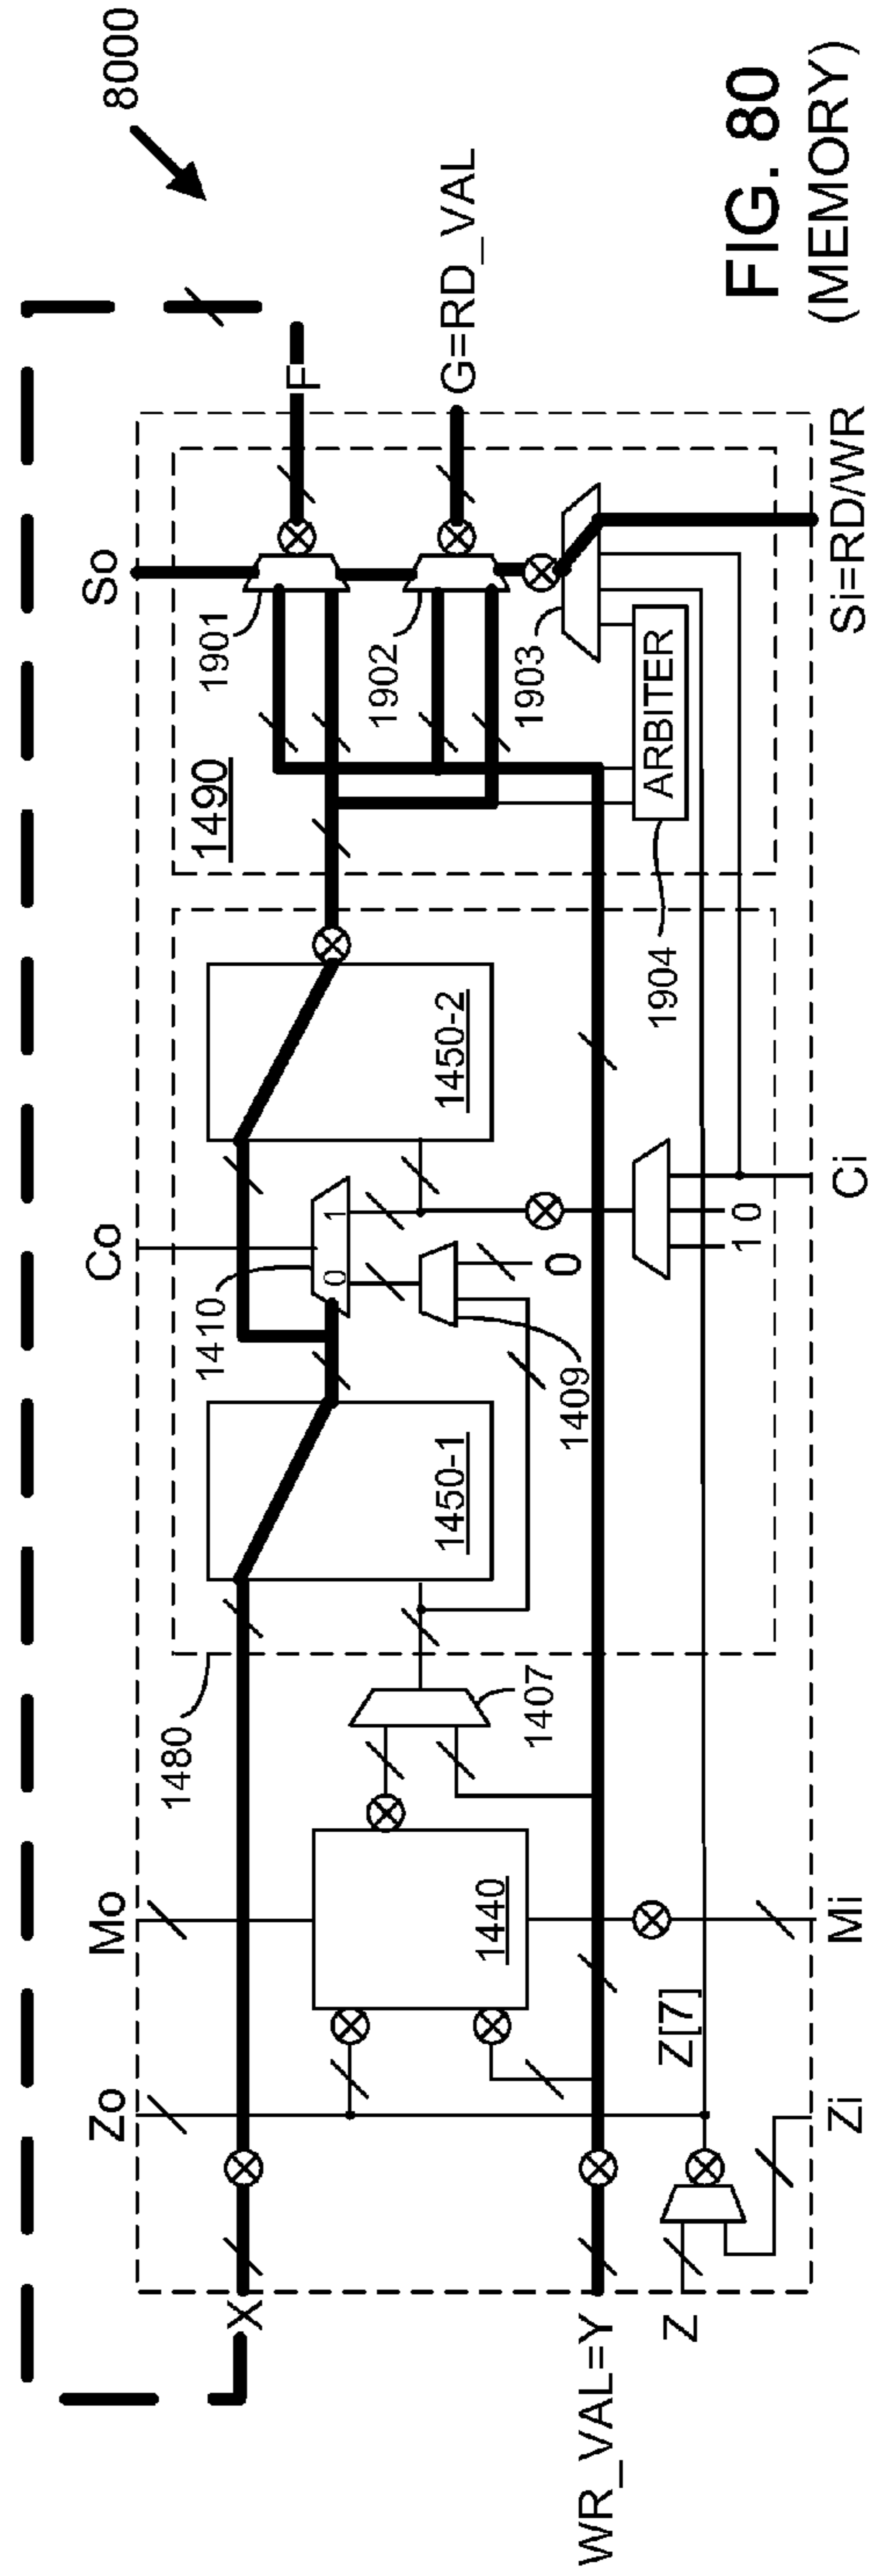 8000
So
Co
Mo
Zo
F
G=RD_VAL
1901
1902
1903
1490
ARBITER
1904
1450-2
1410
0 1
0
1409
1 0
1450-1
1480
1407
1440
Z[7]
X
WR_VAL=Y
Z
Zi
Mi
Ci
Si=RD/WR
FIG. 80
(MEMORY)